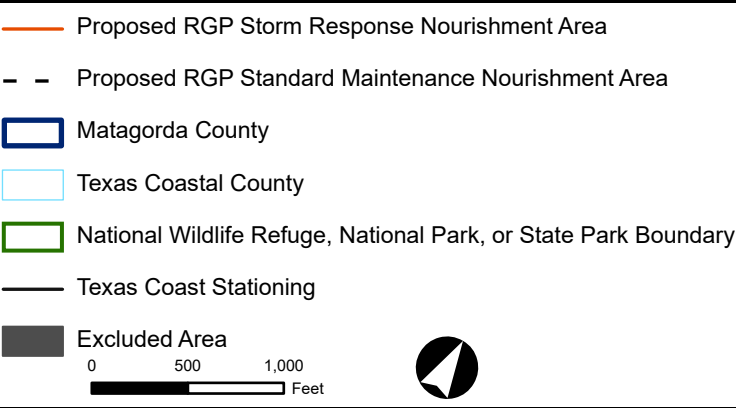 Proposed RGP Storm Response Nourishment Area
Proposed RGP Standard Maintenance Nourishment Area
Matagorda County
Texas Coastal County
National Wildlife Refuge, National Park, or State Park Boundary
Texas Coast Stationing
Excluded Area
0 500 1,000
Feet